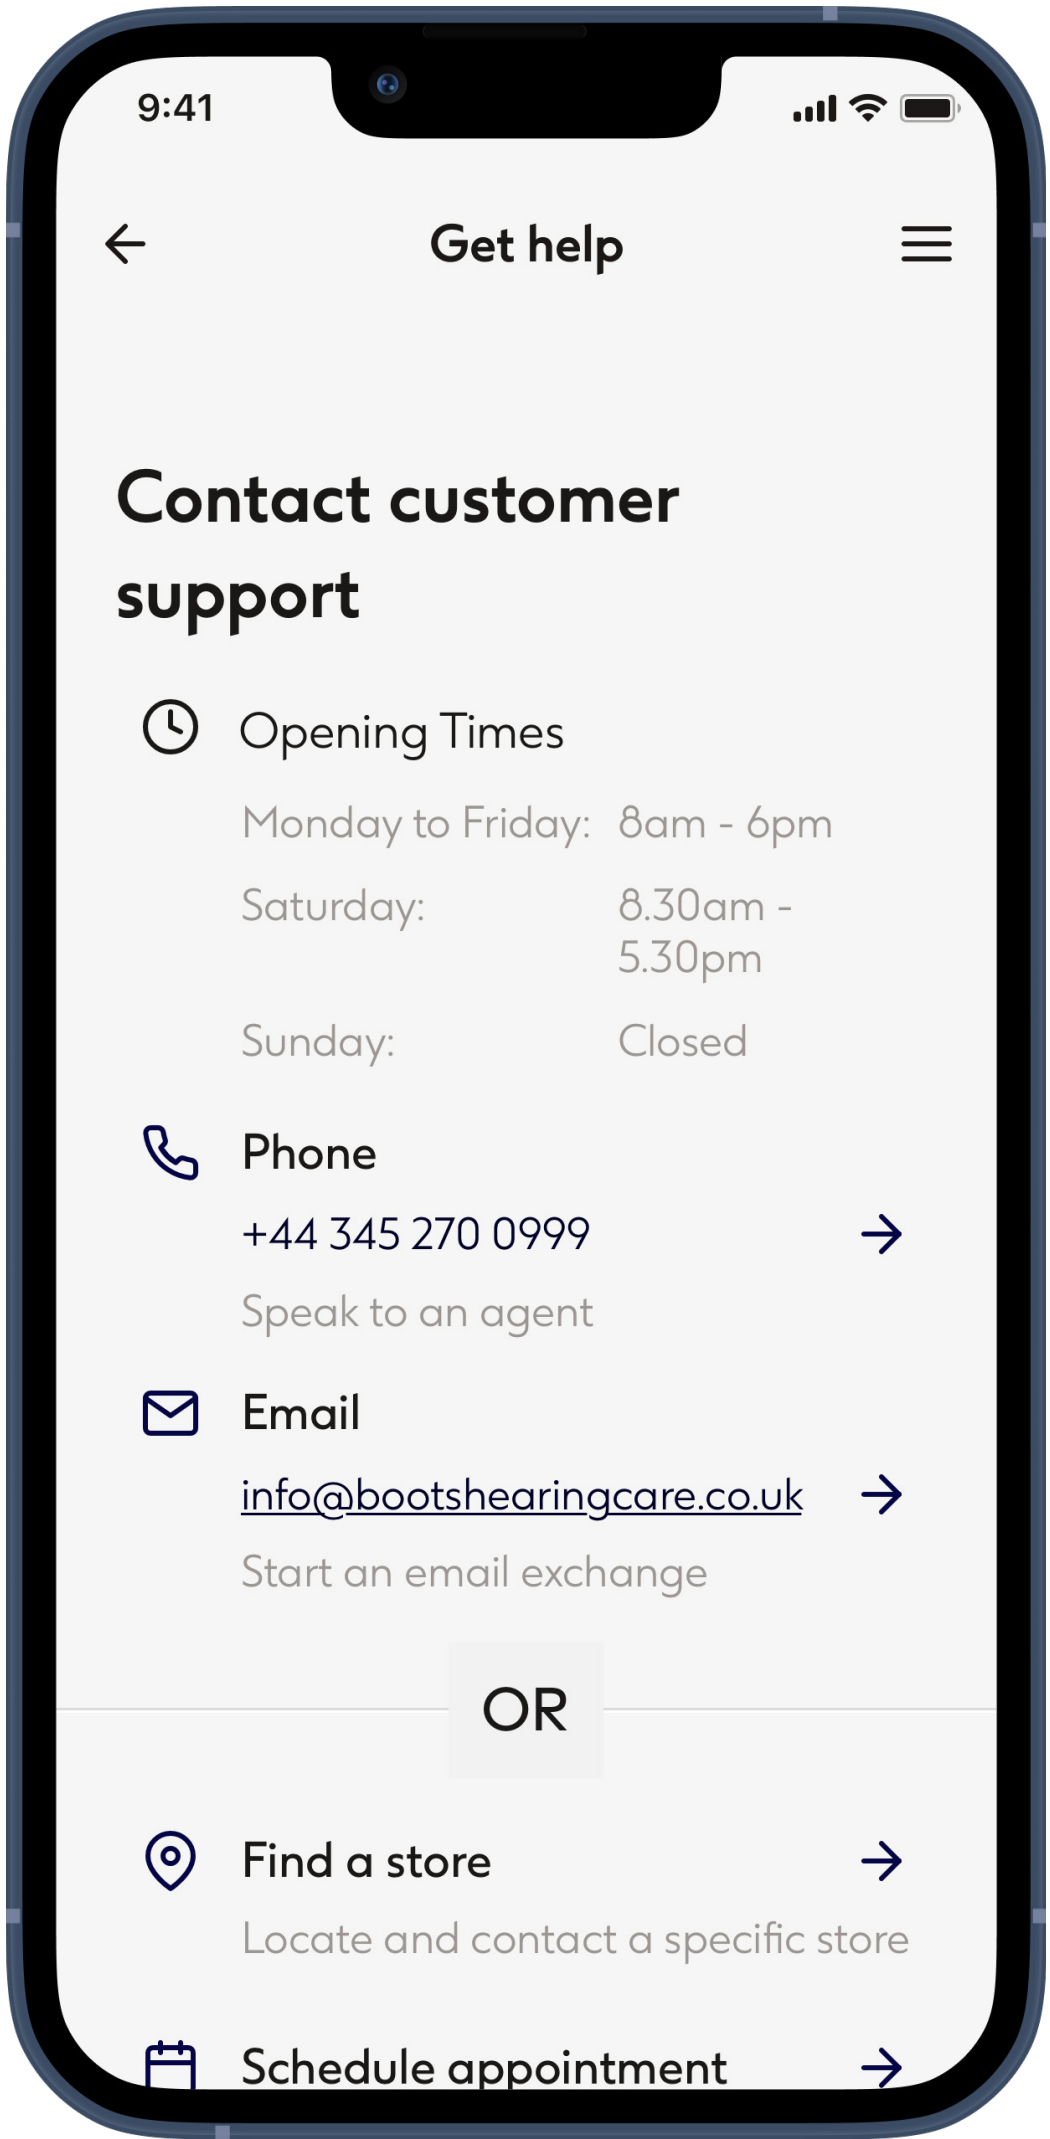 9:41
Get help
Contact customer
support
Opening Times
Monday to Friday: 8am - 6pm
Saturday: 8.30am -
5.30pm
Sunday: Closed
Phone
+44 345 270 0999
Speak to an agent
Email
info@bootshearingcare.co.uk
Start an email exchange
OR
Find a store
Locate and contact a specific store
Schedule appointment